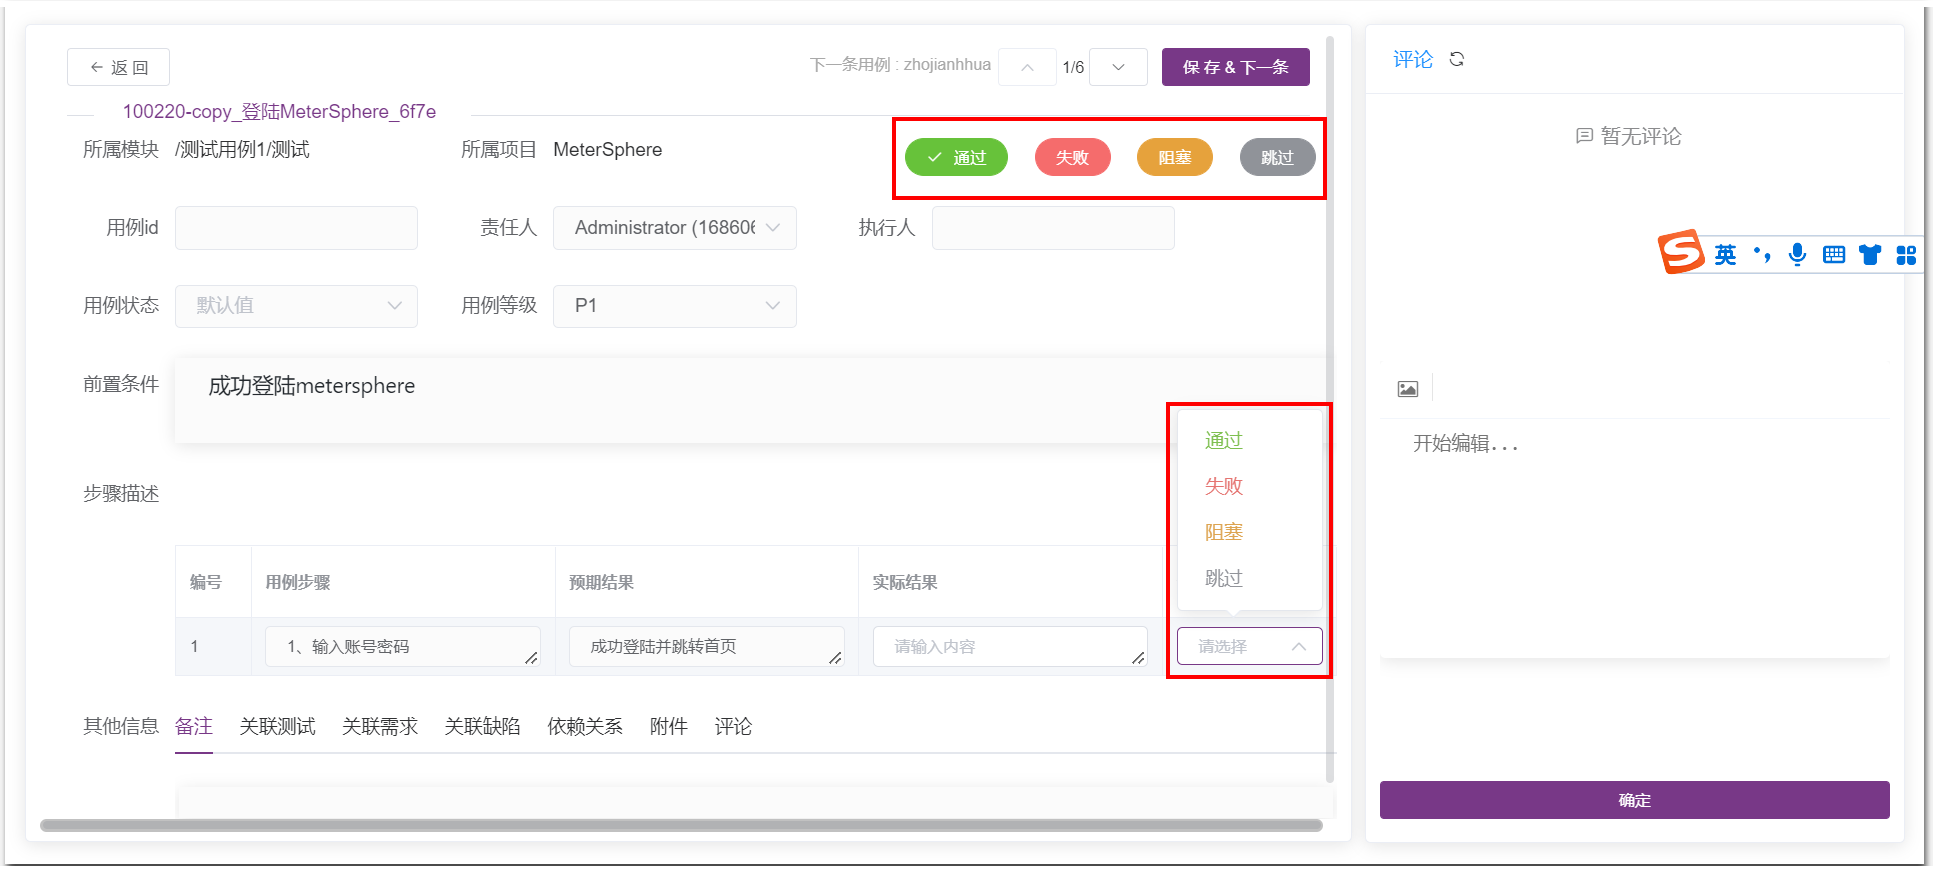 返 回
下一条用例 : zhojianhhua
1/6
保 存 & 下一条
100220-copy_登陆MeterSphere_6f7e
所属模块 /测试用例1/测试 所属项目 MeterSphere
通过 失败 阻塞 跳过
用例id 责任人 Administrator (16860 执行人
用例状态 默认值 用例等级 P1
前置条件 成功登陆metersphere
通过
失败
阻塞
跳过
步骤描述
编号 用例步骤 预期结果 实际结果
1 1、输入账号密码 成功登陆并跳转首页 请输入内容 请选择
其他信息 备注 关联测试 关联需求 关联缺陷 依赖关系 附件 评论
评论
暂无评论
S 英
开始编辑...
确定